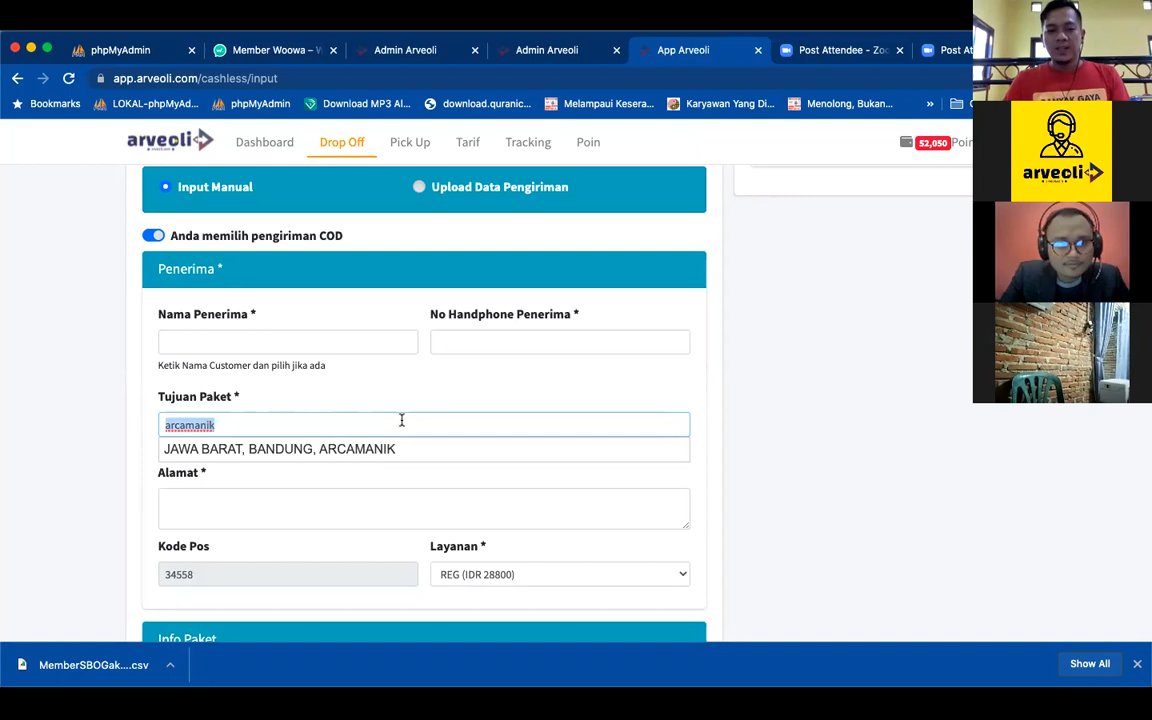 phpMyAdmin
Member Woowa – W
Admin Arveoli
Admin Arveoli
App Arveoli
Post Attendee - Zoo
Post At
app.arveoli.com/cashless/input
Bookmarks
LOKAL-phpMyAd...
phpMyAdmin
Download MP3 Al...
download.quranic...
Melampaui Kesera...
Karyawan Yang Di...
Menolong, Bukan...
»
arveoli
Dashboard
Drop Off
Pick Up
Tarif
Tracking
Poin
52,050
Poin
Input Manual
Upload Data Pengiriman
Anda memilih pengiriman COD
Penerima *
Nama Penerima *
No Handphone Penerima *
Ketik Nama Customer dan pilih jika ada
Tujuan Paket *
arcamanik
JAWA BARAT, BANDUNG, ARCAMANIK
Alamat *
Kode Pos
Layanan *
34558
REG (IDR 28800)
Info Paket
MemberSBOGak....csv
Show All
arveoli